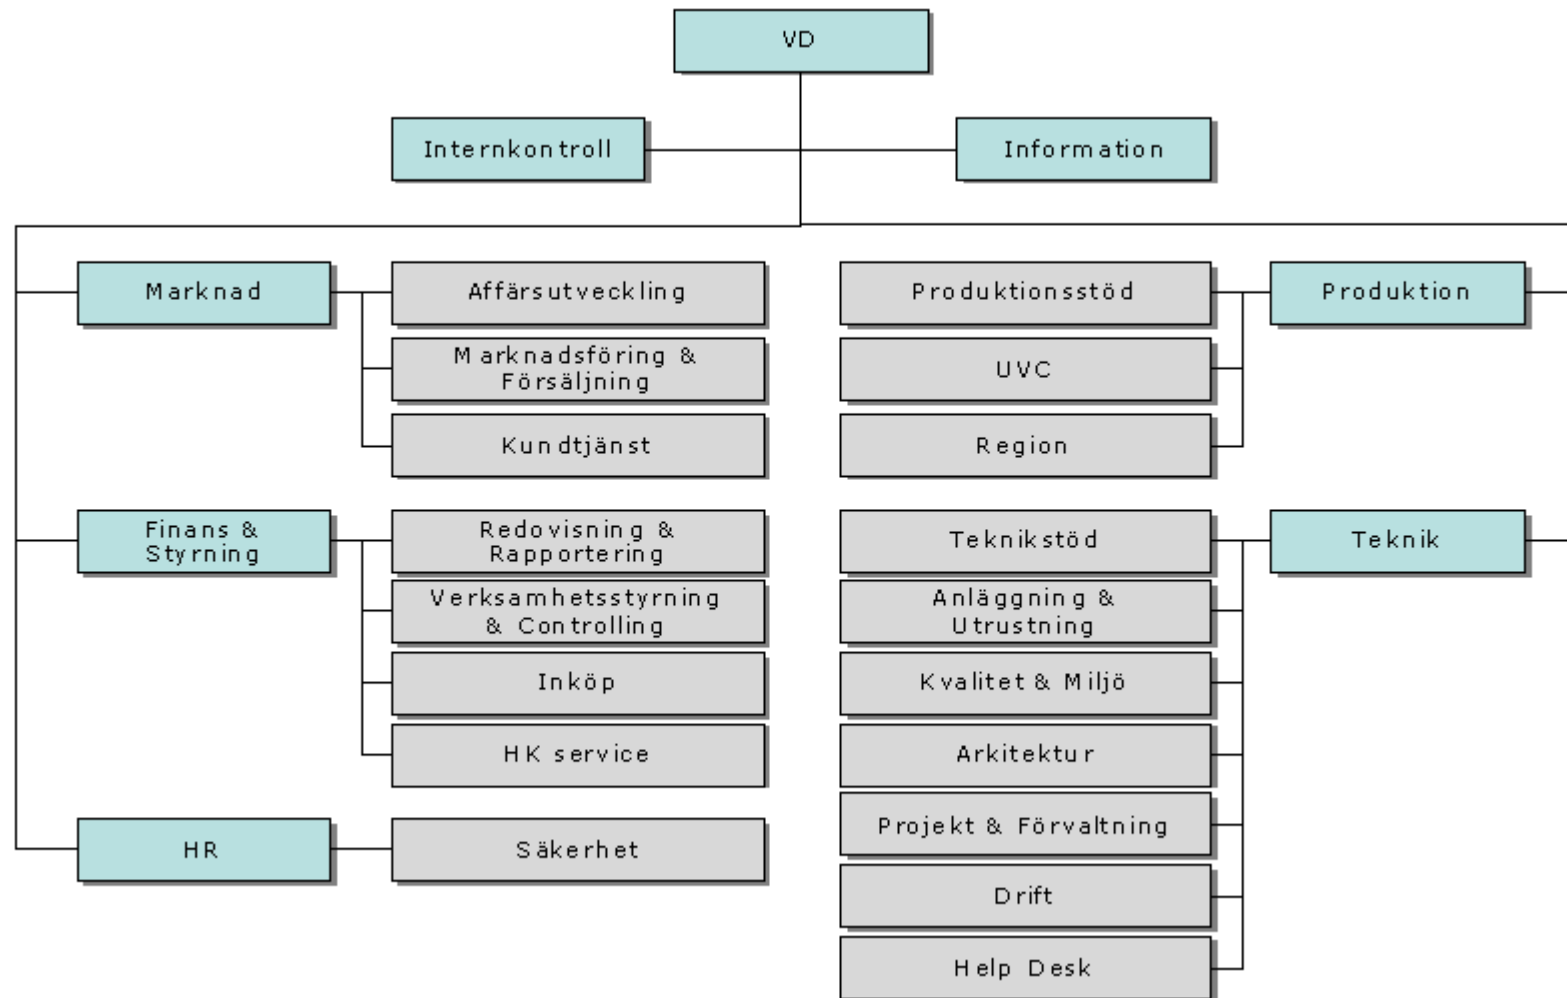 VD
Internkontroll
Information
Marknad
Affärsutveckling
Marknadsföring &
Försäljning
Kundtjänst
Produktionsstöd
Produktion
UVC
Region
Finans &
Styrning
Redovisning &
Rapportering
Verksamhetsstyrning
& Controlling
Inköp
HK service
HR
Säkerhet
Teknikstöd
Teknik
Anläggning &
Utrustning
Kvalitet & Miljö
Arkitektur
Projekt & Förvaltning
Drift
Help Desk